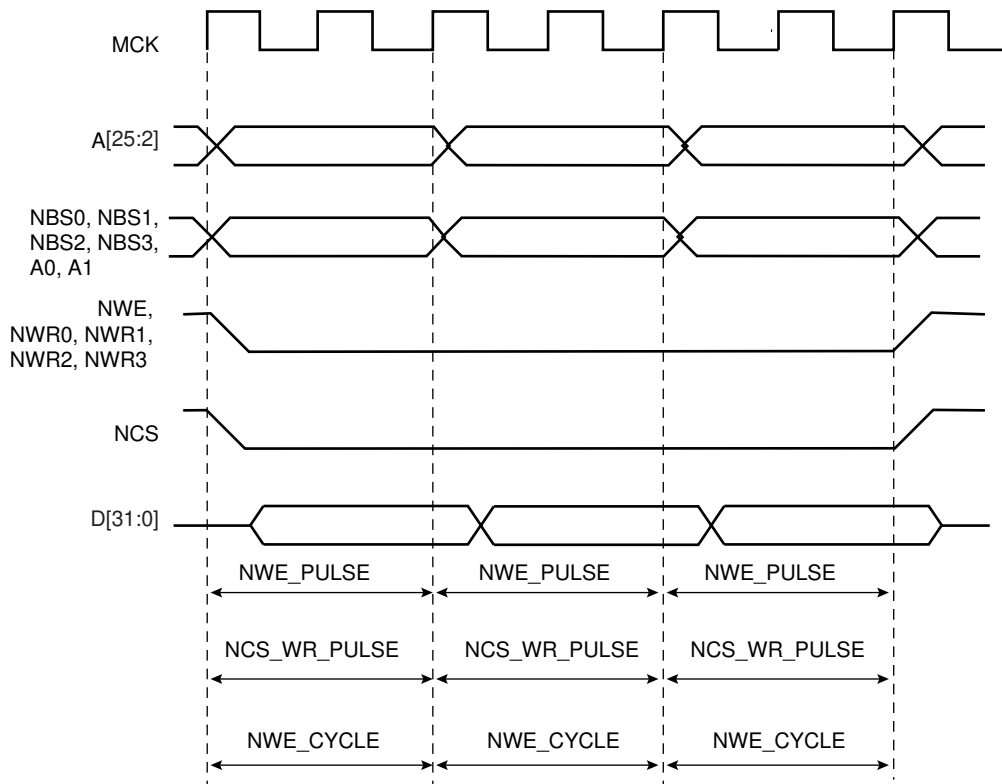 MCK
A[25:2]
NBS0, NBS1,
NBS2, NBS3,
A0, A1
NWE,
NWR0, NWR1,
NWR2, NWR3
NCS
D[31:0]
NWE_PULSE NWE_PULSE NWE_PULSE
NCS_WR_PULSE NCS_WR_PULSE NCS_WR_PULSE
NWE_CYCLE NWE_CYCLE NWE_CYCLE